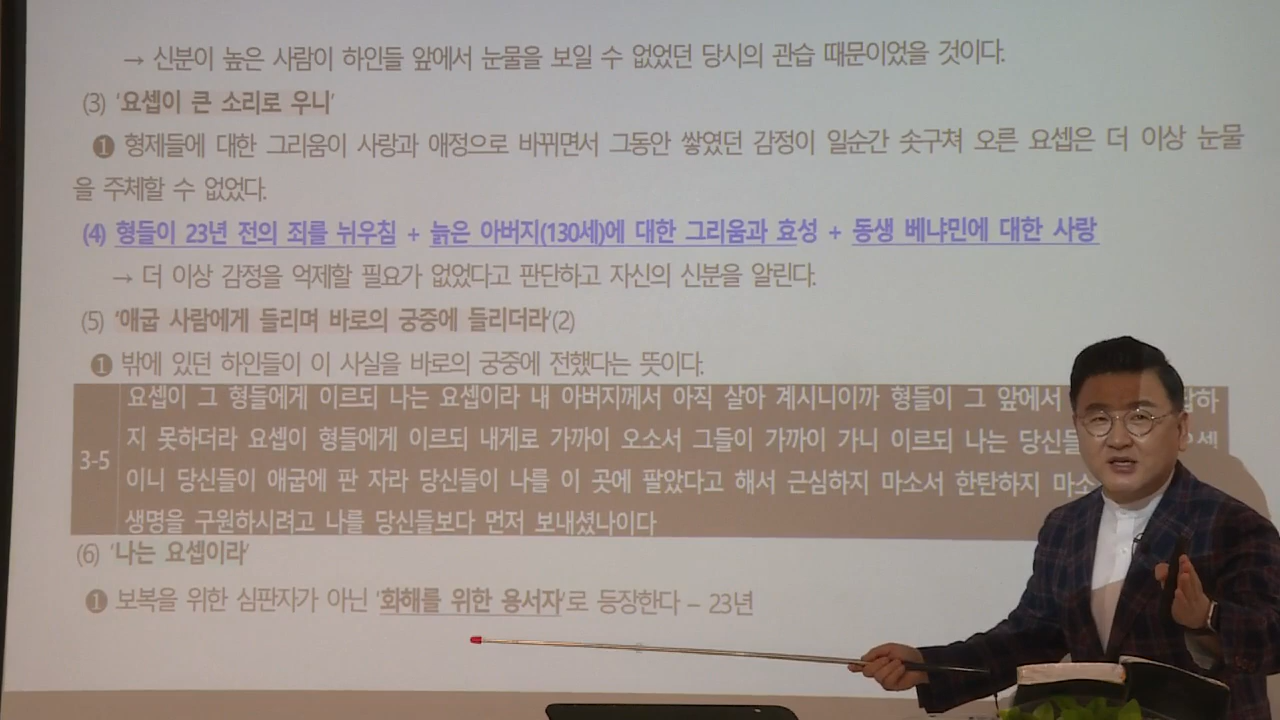 → 신분이 높은 사람이 하인들 앞에서 눈물을 보일 수 없었던 당시의 관습 때문이었을 것이다.
(3) '요셉이 큰 소리로 우니'
❶ 형제들에 대한 그리움이 사랑과 애정으로 바뀌면서 그동안 쌓였던 감정이 일순간 솟구쳐 오른 요셉은 더 이상 눈물
을 주체할 수 없었다.
(4) 형들이 23년 전의 죄를 뉘우침 + 늙은 아버지(130세)에 대한 그리움과 효성 + 동생 베냐민에 대한 사랑
→ 더 이상 감정을 억제할 필요가 없었다고 판단하고 자신의 신분을 알린다.
(5) '애굽 사람에게 들리며 바로의 궁중에 들리더라'(2)
❶ 밖에 있던 하인들이 이 사실을 바로의 궁중에 전했다는 뜻이다.
요셉이 그 형들에게 이르되 나는 요셉이라 내 아버지께서 아직 살아 계시니이까 형들이 그 앞에서
지 못하더라 요셉이 형들에게 이르되 내게로 가까이 오소서 그들이 가까이 가니 이르되 나는
3-5
이니 당신들이 애굽에 판 자라 당신들이 나를 이 곳에 팔았다고 해서 근심하지 마소서 한탄하지
생명을 구원하시려고 나를 당신들보다 먼저 보내셨나이다
(6) '나는 요셉이라'
❶ 보복을 위한 심판자가 아닌 '화해를 위한 용서자'로 등장한다 – 23년